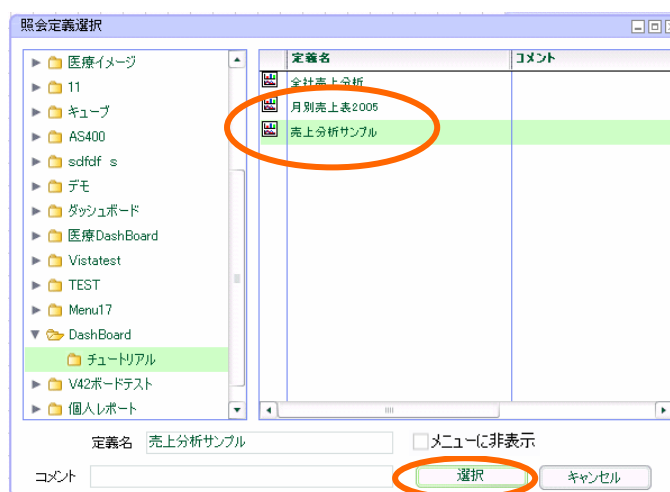 照会定義選択
医療イメージ
11
キューブ
AS400
sdfdf s
デモ
ダッシュボード
医療DashBoard
Vistatest
TEST
Menu17
DashBoard
チュートリアル
V42ボードテスト
個人レポート
定義名 コメント
全社売上分析
月別売上表2005
売上分析サンプル
定義名 売上分析サンプル メニューに非表示
コメント 選択 キャンセル